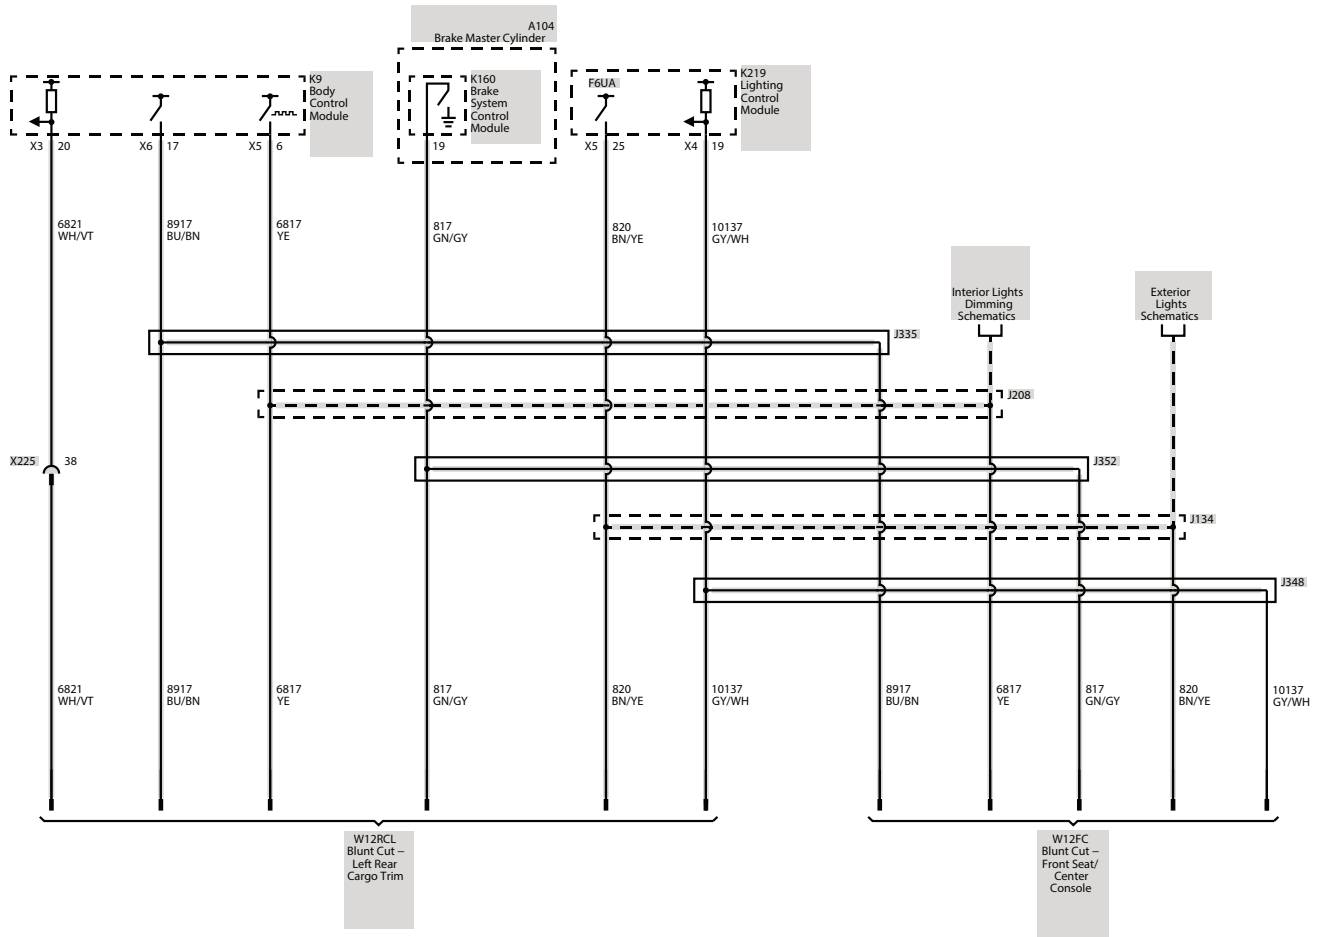 A104
Brake Master Cylinder
K9
Body
Control
Module
K160
Brake
System
Control
Module
F6UA
K219
Lighting
Control
Module
X3 20
X6 17
X5 6
19
X5 25
X4 19
6821
WH/VT
8917
BU/BN
6817
YE
817
GN/GY
820
BN/YE
10137
GY/WH
Interior Lights
Dimming
Schematics
Exterior
Lights
Schematics
J335
J208
X225 38
J352
J134
J348
6821
WH/VT
8917
BU/BN
6817
YE
817
GN/GY
820
BN/YE
10137
GY/WH
8917
BU/BN
6817
YE
817
GN/GY
820
BN/YE
10137
GY/WH
W12RCL
Blunt Cut –
Left Rear
Cargo Trim
W12FC
Blunt Cut –
Front Seat/
Center
Console